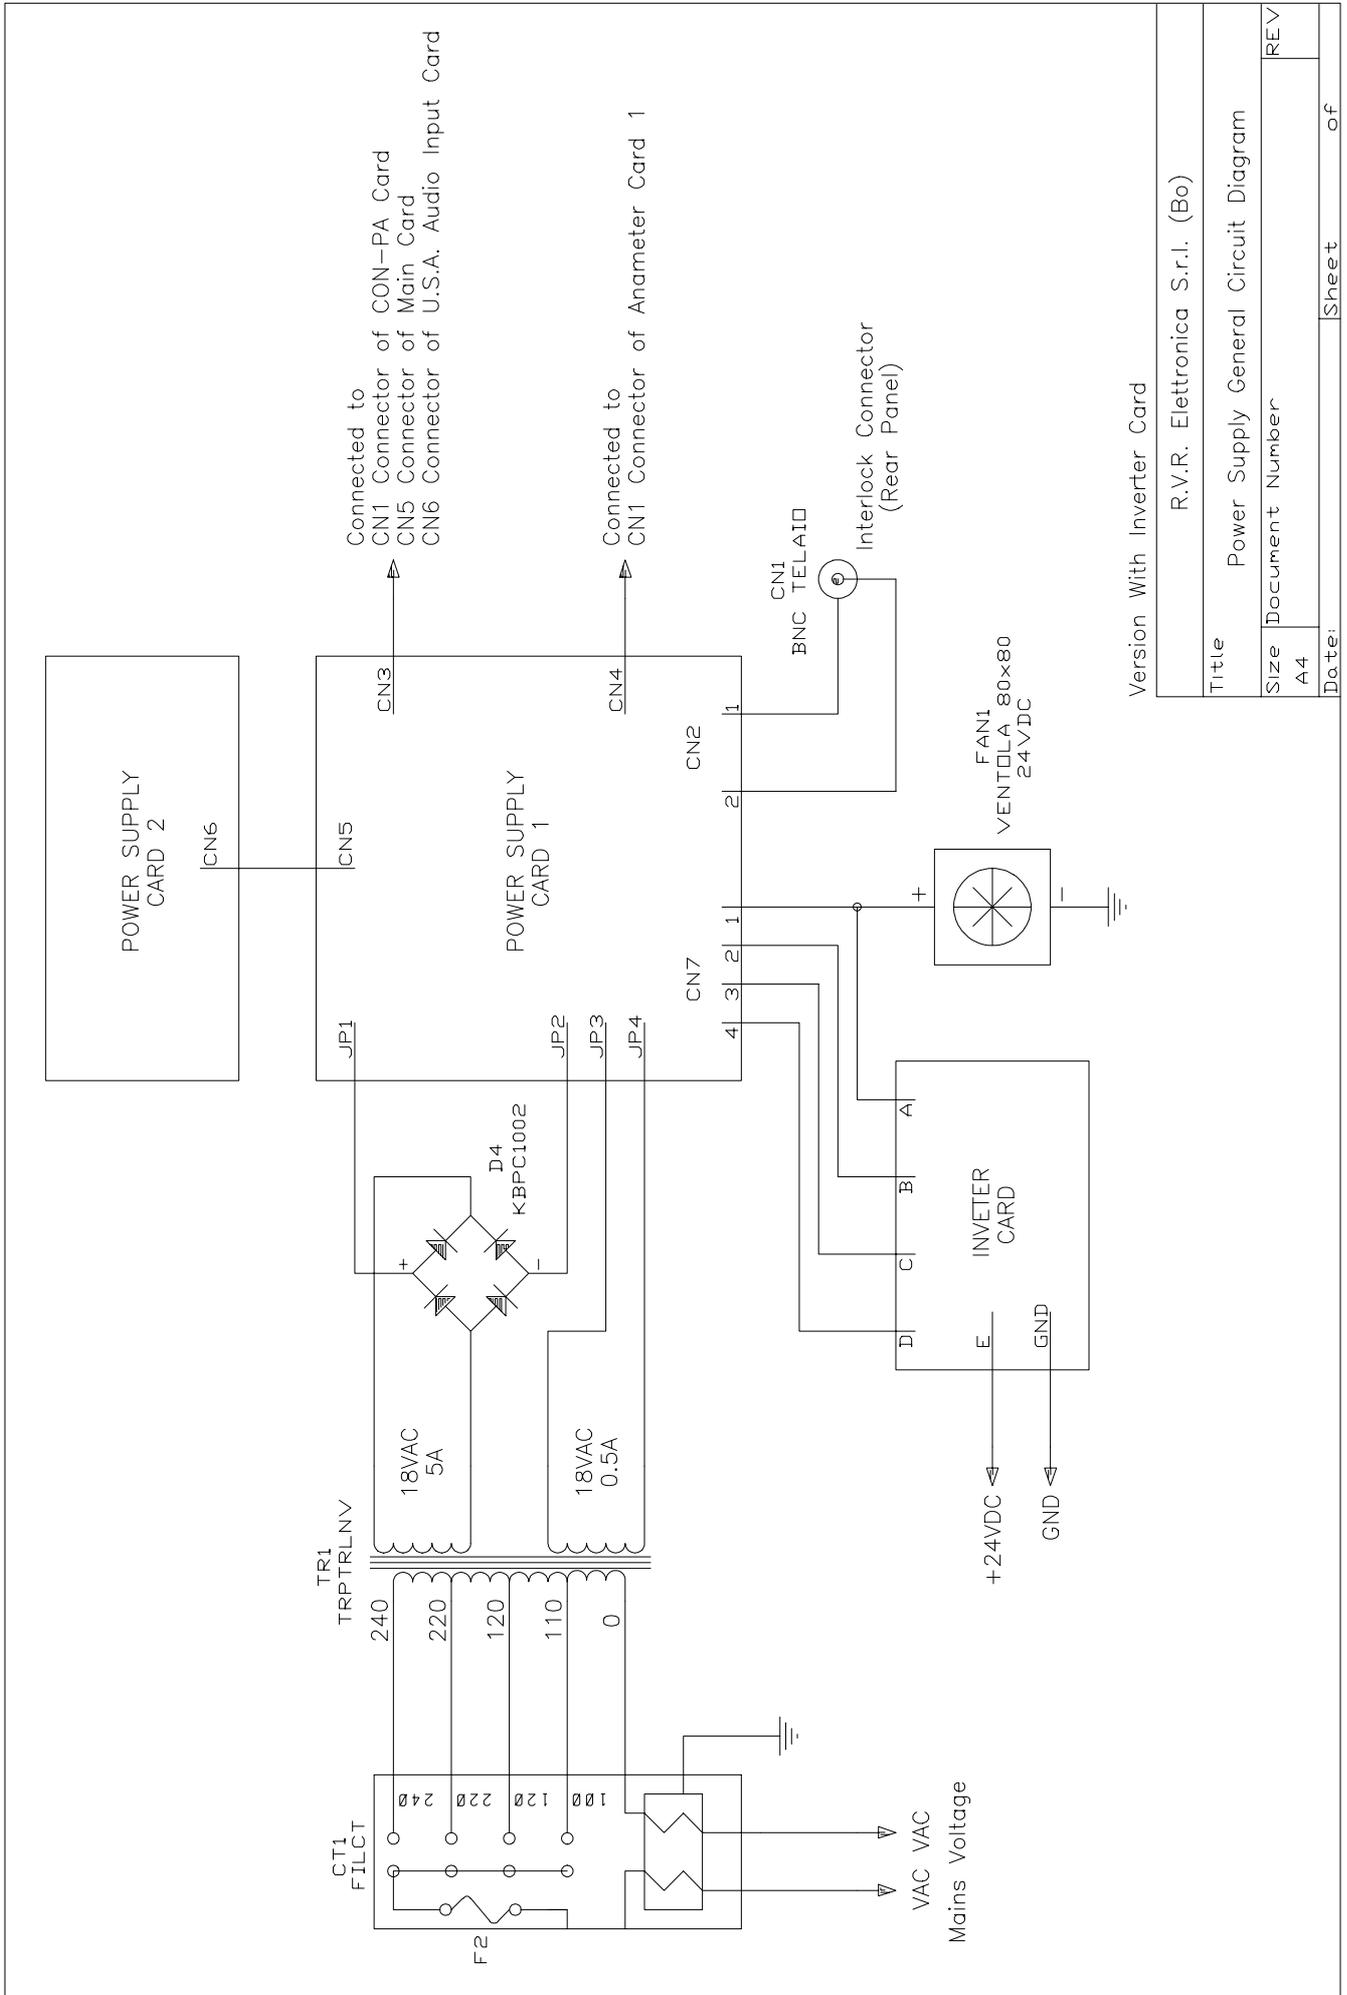 CT1
FILCT
F2
240
220
120
100
VAC VAC
Mains Voltage
TR1
TRPTRLNV
240
220
120
110
0
18VAC
5A
18VAC
0.5A
D4
KBPC1002
+
-
JP1
JP2
JP3
JP4
POWER SUPPLY
CARD 2
CN6
CN5
POWER SUPPLY
CARD 1
CN3
CN4
CN7
4
3
2
1
CN2
2
1
Connected to
CN1 Connector of CON-PA Card
CN5 Connector of Main Card
CN6 Connector of U.S.A. Audio Input Card
Connected to
CN1 Connector of Anameter Card 1
CN1
BNC TELAIO
Interlock Connector
(Rear Panel)
D
C
B
A
INVETER
CARD
E
GND
+24VDC
GND
+
-
FAN1
VENTOLA 80x80
24VDC
Version With Inverter Card
R.V.R. Elettronica S.r.l. (Bo)
Title
Power Supply General Circuit Diagram
Size Document Number REV
A4
Date: Sheet of